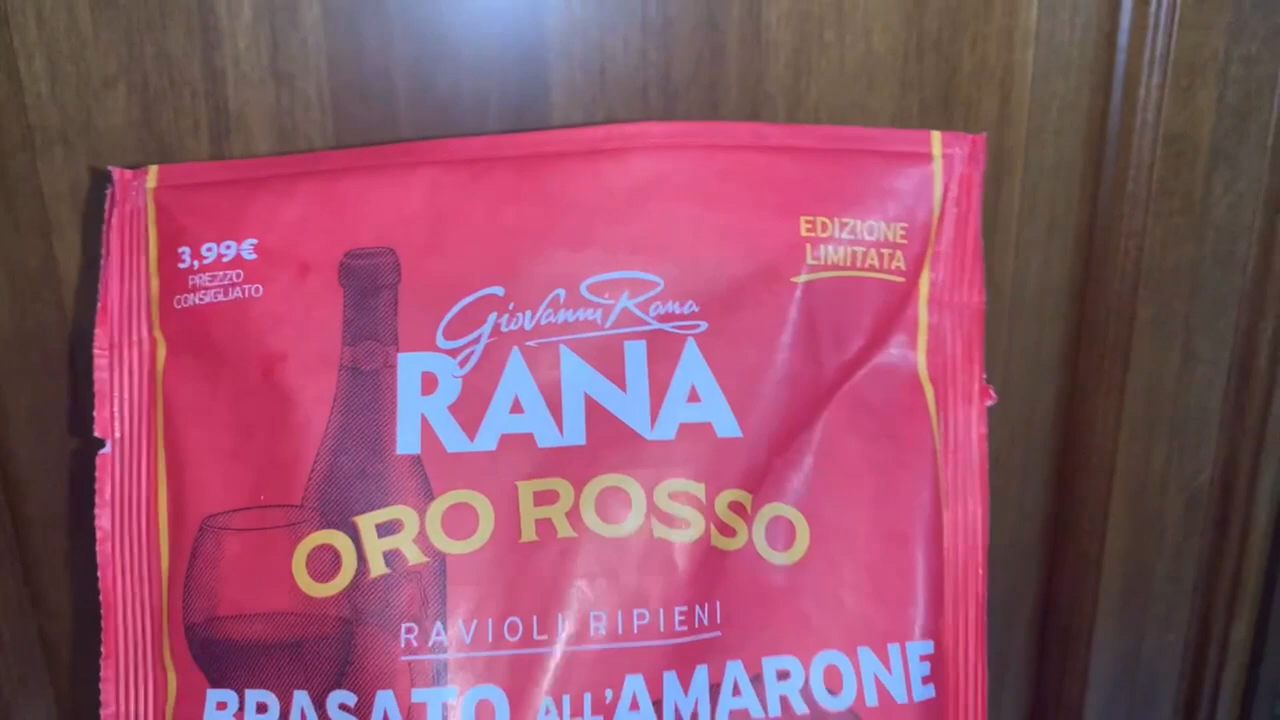 3,99€
PREZZO
CONSIGLIATO
EDIZIONE
LIMITATA
Giovanni Rana
RANA
ORO ROSSO
RAVIOLI RIPIENI
BRASATO ALL'AMARONE